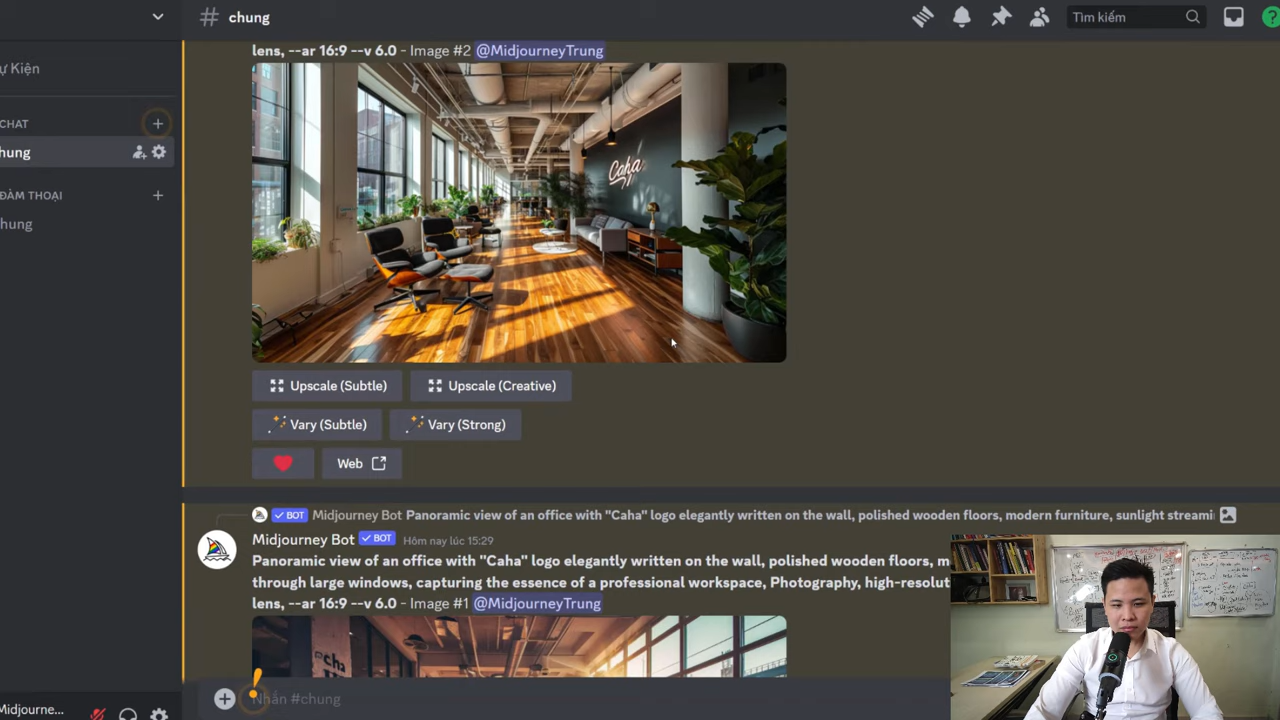 # chung
Tìm kiếm
ự Kiện
CHAT
hung
ĐÀM THOẠI
hung
lens, --ar 16:9 --v 6.0 - Image #2 @MidjourneyTrung
Caha
Upscale (Subtle)
Upscale (Creative)
Vary (Subtle)
Vary (Strong)
Web
BOT Midjourney Bot Panoramic view of an office with "Caha" logo elegantly written on the wall, polished wooden floors, modern furniture, sunlight streami
Midjourney Bot BOT Hôm nay lúc 15:29
Panoramic view of an office with "Caha" logo elegantly written on the wall, polished wooden floors, m
through large windows, capturing the essence of a professional workspace, Photography, high-resolut
lens, --ar 16:9 --v 6.0 - Image #1 @MidjourneyTrung
cha
Nhắn #chung
Midjourne...